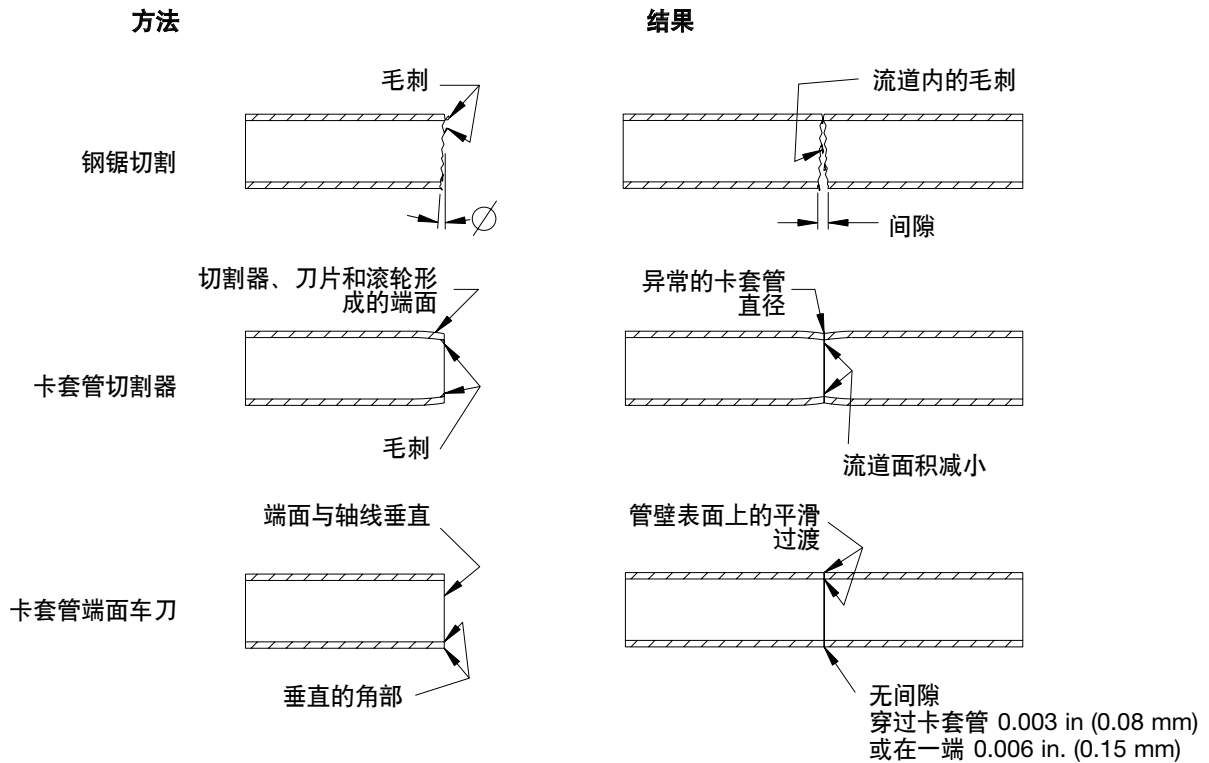 方法
结果
毛刺
流道内的毛刺
钢锯切割
间隙
切割器、刀片和滚轮形
成的端面
异常的卡套管
直径
卡套管切割器
毛刺
流道面积减小
端面与轴线垂直
管壁表面上的平滑
过渡
卡套管端面车刀
垂直的角部
无间隙
穿过卡套管 0.003 in (0.08 mm)
或在一端 0.006 in. (0.15 mm)